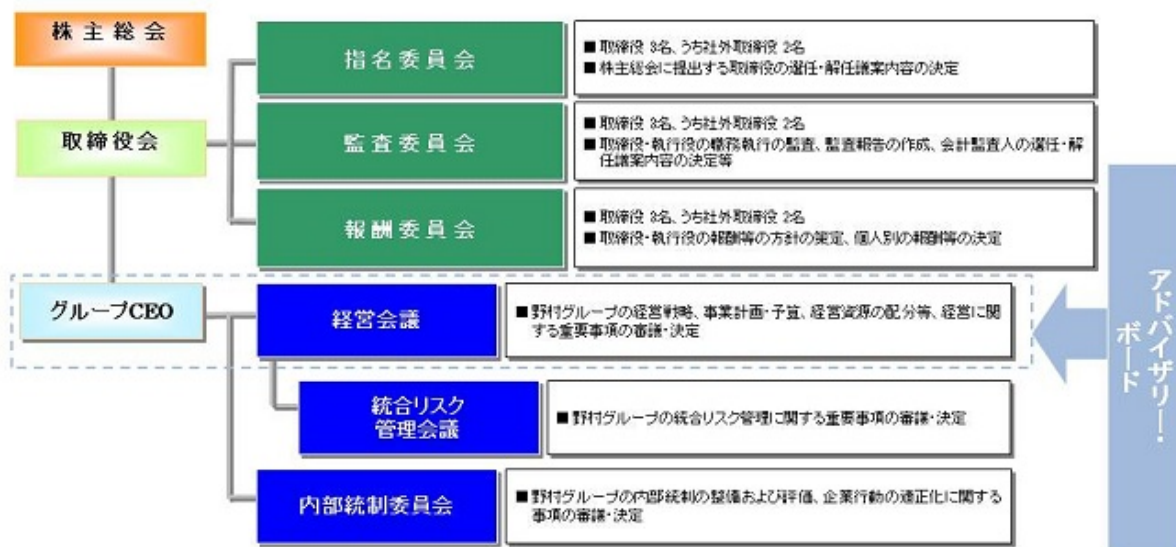 株主総会
指名委員会
■ 取締役 3名、うち社外取締役 2名
■ 株主総会に提出する取締役の選任・解任議案内容の決定
取締役会
監査委員会
■ 取締役 3名、うち社外取締役 2名
■ 取締役・執行役の職務執行の監査、監査報告の作成、会計監査人の選任・解
任議案内容の決定等
報酬委員会
■ 取締役 3名、うち社外取締役 2名
■ 取締役・執行役の報酬等の方針の策定、個人別の報酬等の決定
グループCEO
経営会議
■ 野村グループの経営戦略、事業計画・予算、経営資源の配分等、経営に関
する重要事項の審議・決定
統合リスク
管理会議
■ 野村グループの統合リスク管理に関する重要事項の審議・決定
内部統制委員会
■ 野村グループの内部統制の整備および評価、企業行動の適正化に関する
事項の審議・決定
アドバイザリー・
ボード